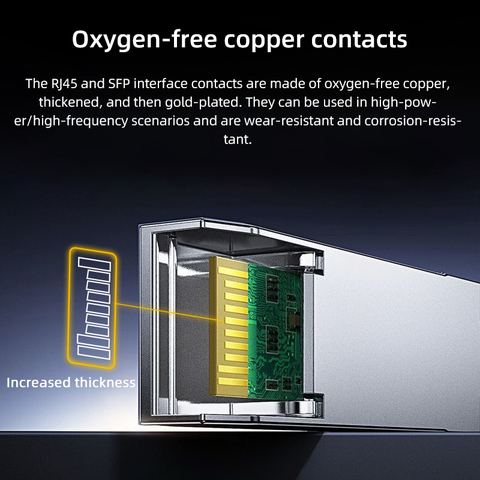 Oxygen-free copper contacts
The RJ45 and SFP interface contacts are made of oxygen-free copper,
thickened, and then gold-plated. They can be used in high-pow-
er/high-frequency scenarios and are wear-resistant and corrosion-resis-
tant.
Increased thickness